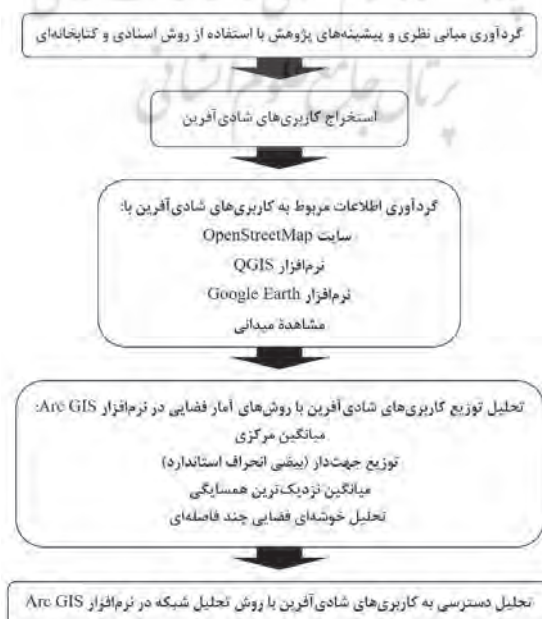 گردآوری مبانی نظری و پیشینه‌های پژوهش با استفاده از روش اسنادی و کتابخانه‌ای
پرتال جامع علوم انسانی
استخراج کاربری‌های شادی‌آفرین
گردآوری اطلاعات مربوط به کاربری‌های شادی‌آفرین با:
سایت OpenStreetMap
نرم‌افزار QGIS
نرم‌افزار Google Earth
مشاهدهٔ میدانی
تحلیل توزیع کاربری‌های شادی‌آفرین با روش‌های آمار فضایی در نرم‌افزار Arc GIS:
میانگین مرکزی
توزیع جهت‌دار (بیضی انحراف استاندارد)
میانگین نزدیک‌ترین همسایگی
تحلیل خوشه‌ای فضایی چند فاصله‌ای
تحلیل دسترسی به کاربری‌های شادی‌آفرین با روش تحلیل شبکه در نرم‌افزار Arc GIS